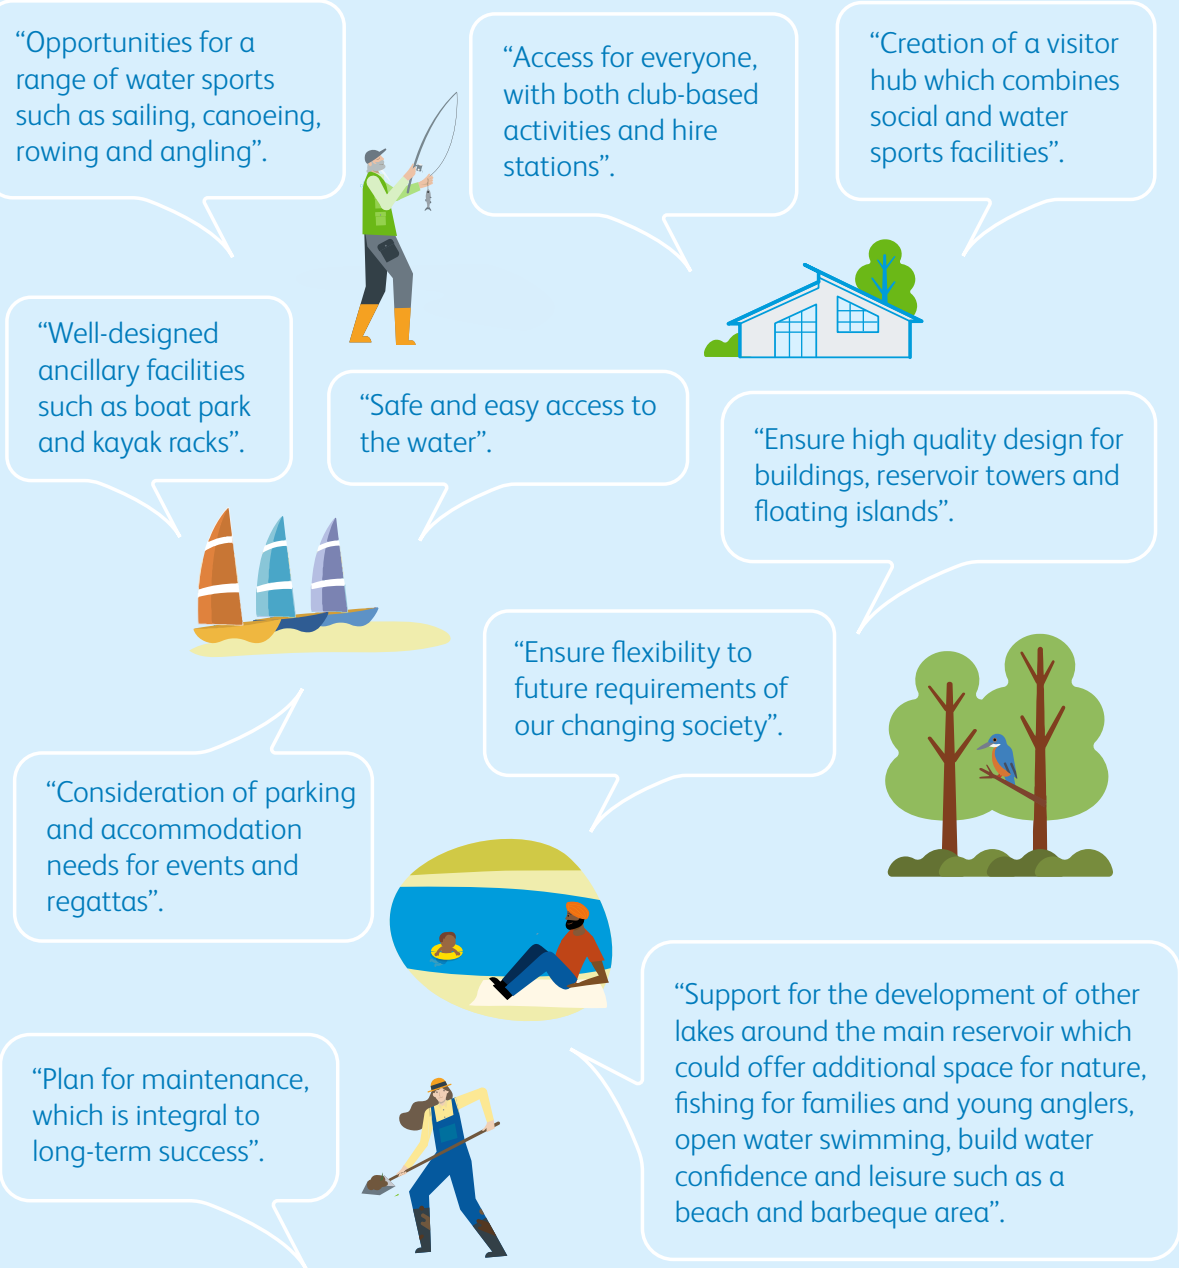 “Opportunities for a
range of water sports
such as sailing, canoeing,
rowing and angling”.
“Access for everyone,
with both club-based
activities and hire
stations”.
“Creation of a visitor
hub which combines
social and water
sports facilities”.
“Well-designed
ancillary facilities
such as boat park
and kayak racks”.
“Safe and easy access to
the water”.
“Ensure high quality design for
buildings, reservoir towers and
floating islands”.
“Ensure flexibility to
future requirements of
our changing society”.
“Consideration of parking
and accommodation
needs for events and
regattas”.
“Support for the development of other
lakes around the main reservoir which
could offer additional space for nature,
fishing for families and young anglers,
open water swimming, build water
confidence and leisure such as a
beach and barbeque area”.
“Plan for maintenance,
which is integral to
long-term success”.